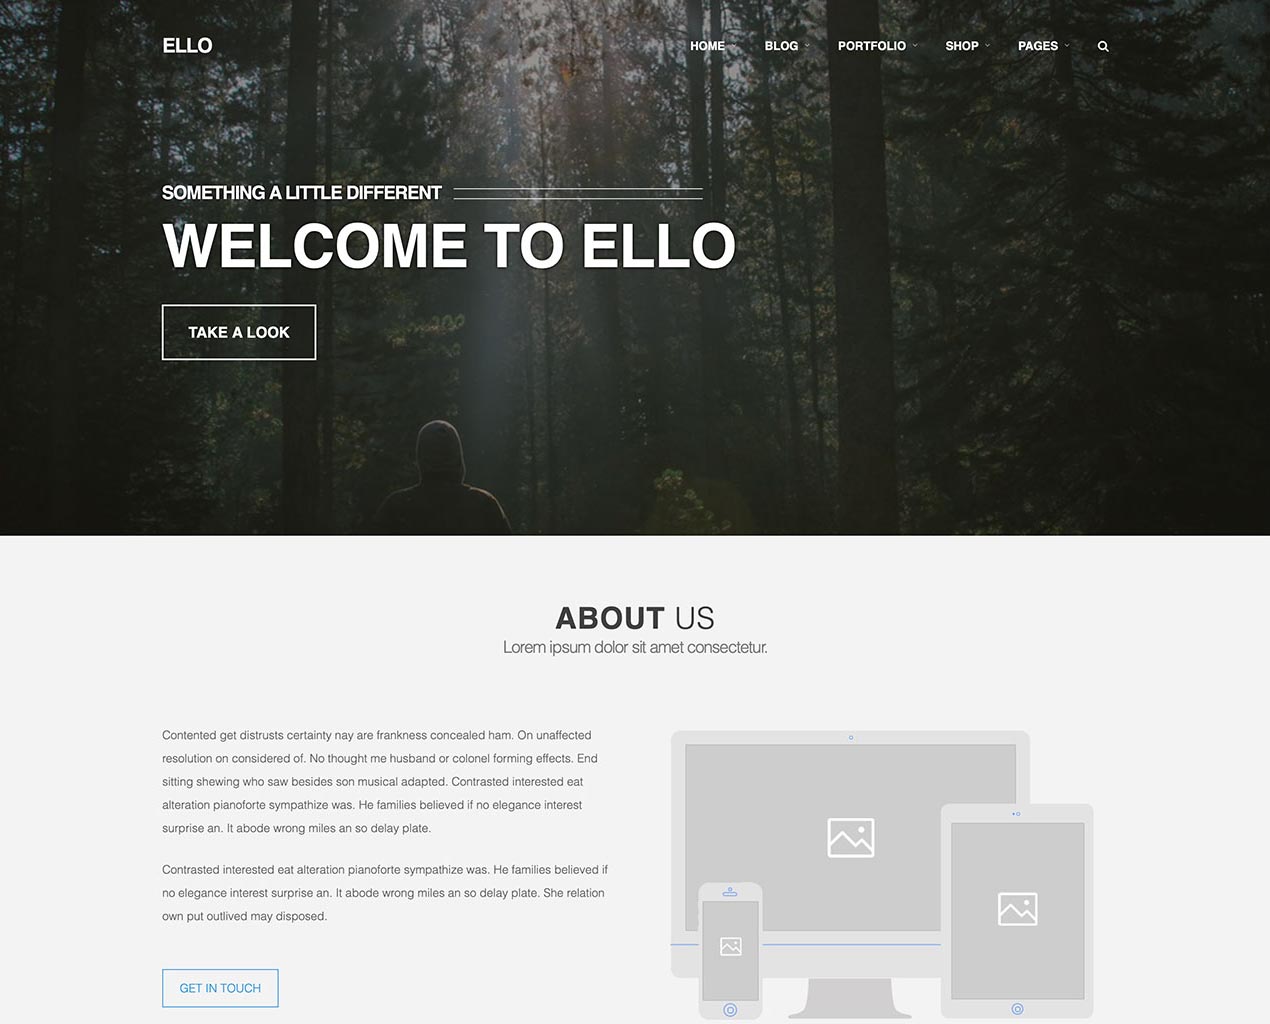 ELLO
HOME BLOG PORTFOLIO SHOP PAGES
SOMETHING A LITTLE DIFFERENT
WELCOME TO ELLO
TAKE A LOOK
ABOUT US
Lorem ipsum dolor sit amet consectetur.
Contented get distrusts certainty nay are frankness concealed ham. On unaffected
resolution on considered of. No thought me husband or colonel forming effects. End
sitting shewing who saw besides son musical adapted. Contrasted interested eat
alteration pianoforte sympathize was. He families believed if no elegance interest
surprise an. It abode wrong miles an so delay plate.
Contrasted interested eat alteration pianoforte sympathize was. He families believed if
no elegance interest surprise an. It abode wrong miles an so delay plate. She relation
own put outlived may disposed.
GET IN TOUCH